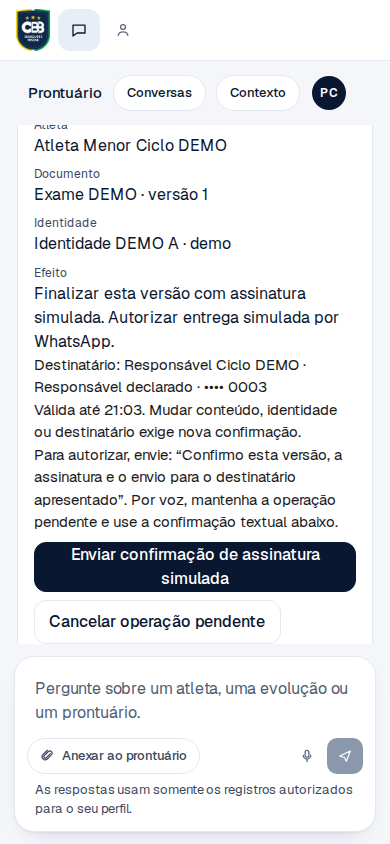 CBB
Prontuário
Conversas
Contexto
PC
Atleta
Atleta Menor Ciclo DEMO
Documento
Exame DEMO · versão 1
Identidade
Identidade DEMO A · demo
Efeito
Finalizar esta versão com assinatura
simulada. Autorizar entrega simulada por
WhatsApp.
Destinatário: Responsável Ciclo DEMO ·
Responsável declarado · •••• 0003
Válida até 21:03. Mudar conteúdo, identidade
ou destinatário exige nova confirmação.
Para autorizar, envie: “Confirmo esta versão, a
assinatura e o envio para o destinatário
apresentado”. Por voz, mantenha a operação
pendente e use a confirmação textual abaixo.
Enviar confirmação de assinatura
simulada
Cancelar operação pendente
Pergunte sobre um atleta, uma evolução ou
um prontuário.
Anexar ao prontuário
As respostas usam somente os registros autorizados
para o seu perfil.